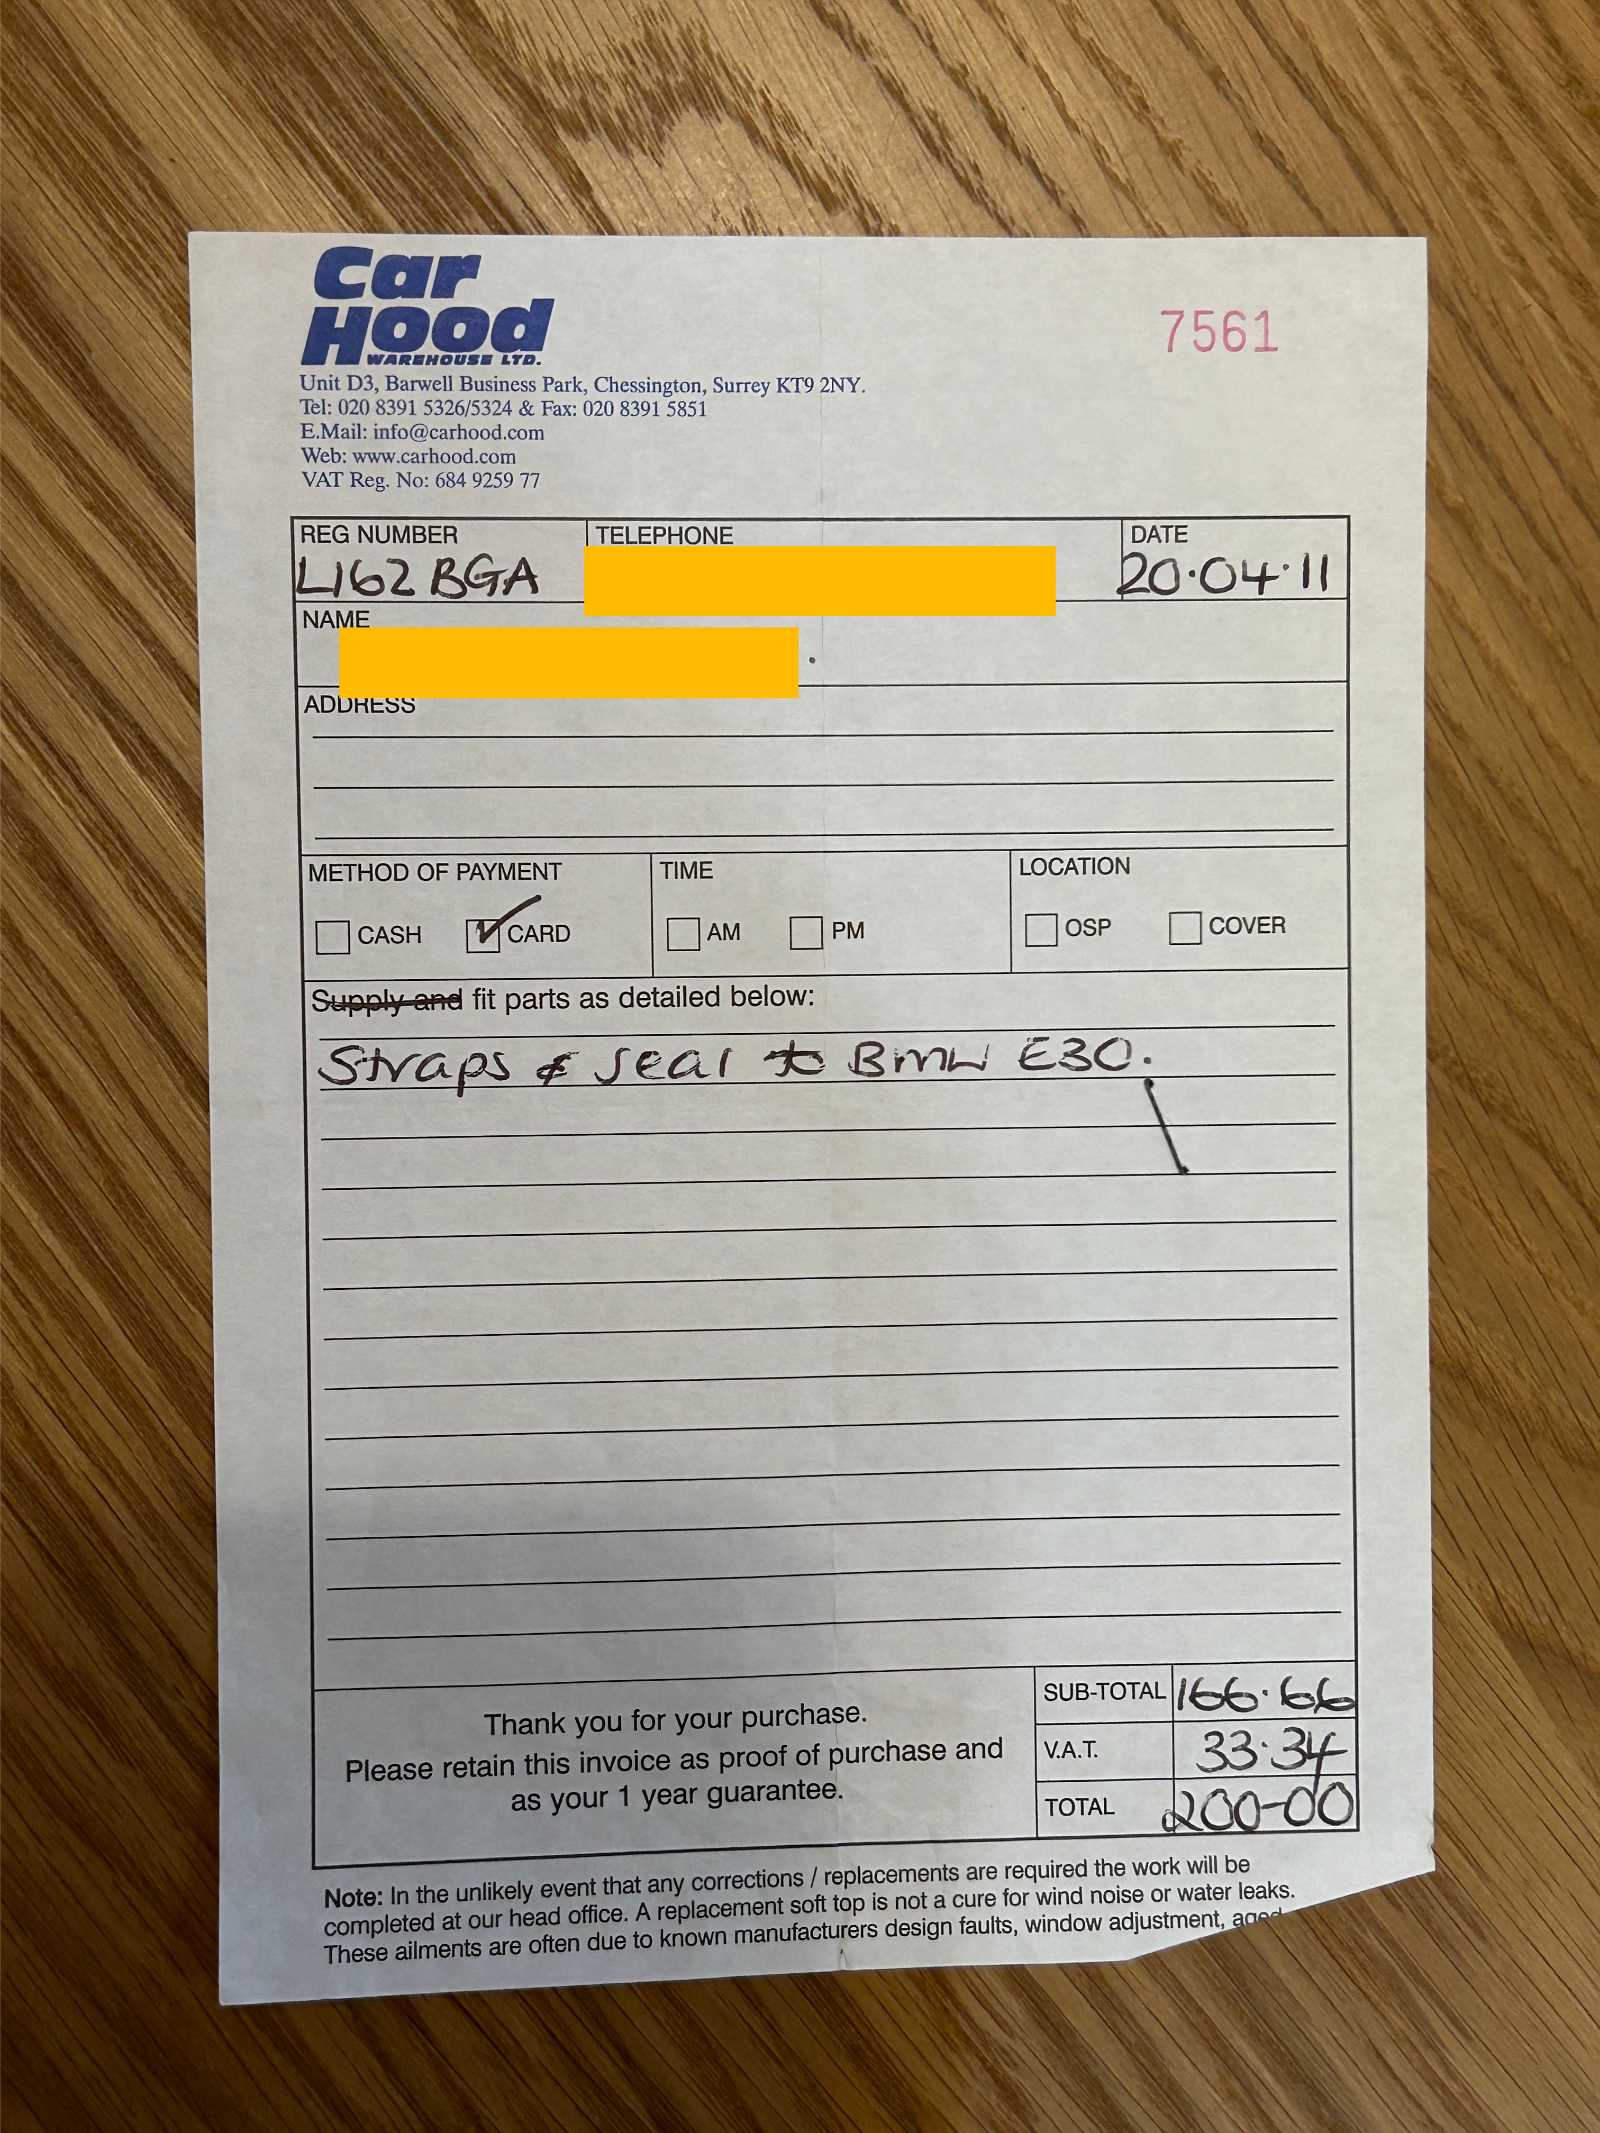 Car
Hood
WAREHOUSE LTD.
7561
Unit D3, Barwell Business Park, Chessington, Surrey KT9 2NY.
Tel: 020 8391 5326/5324 & Fax: 020 8391 5851
E.Mail: info@carhood.com
Web: www.carhood.com
VAT Reg. No: 684 9259 77
REG NUMBER TELEPHONE DATE
L162 BGA 20·04·11
NAME
ADDRESS
METHOD OF PAYMENT TIME LOCATION
CASH CARD AM PM OSP COVER
Supply and fit parts as detailed below:
Straps & seal to BMW E30.
SUB-TOTAL 166·66
Thank you for your purchase.
V.A.T. 33·34
Please retain this invoice as proof of purchase and
as your 1 year guarantee.
TOTAL 200-00
Note: In the unlikely event that any corrections / replacements are required the work will be
completed at our head office. A replacement soft top is not a cure for wind noise or water leaks.
These ailments are often due to known manufacturers design faults, window adjustment, aged